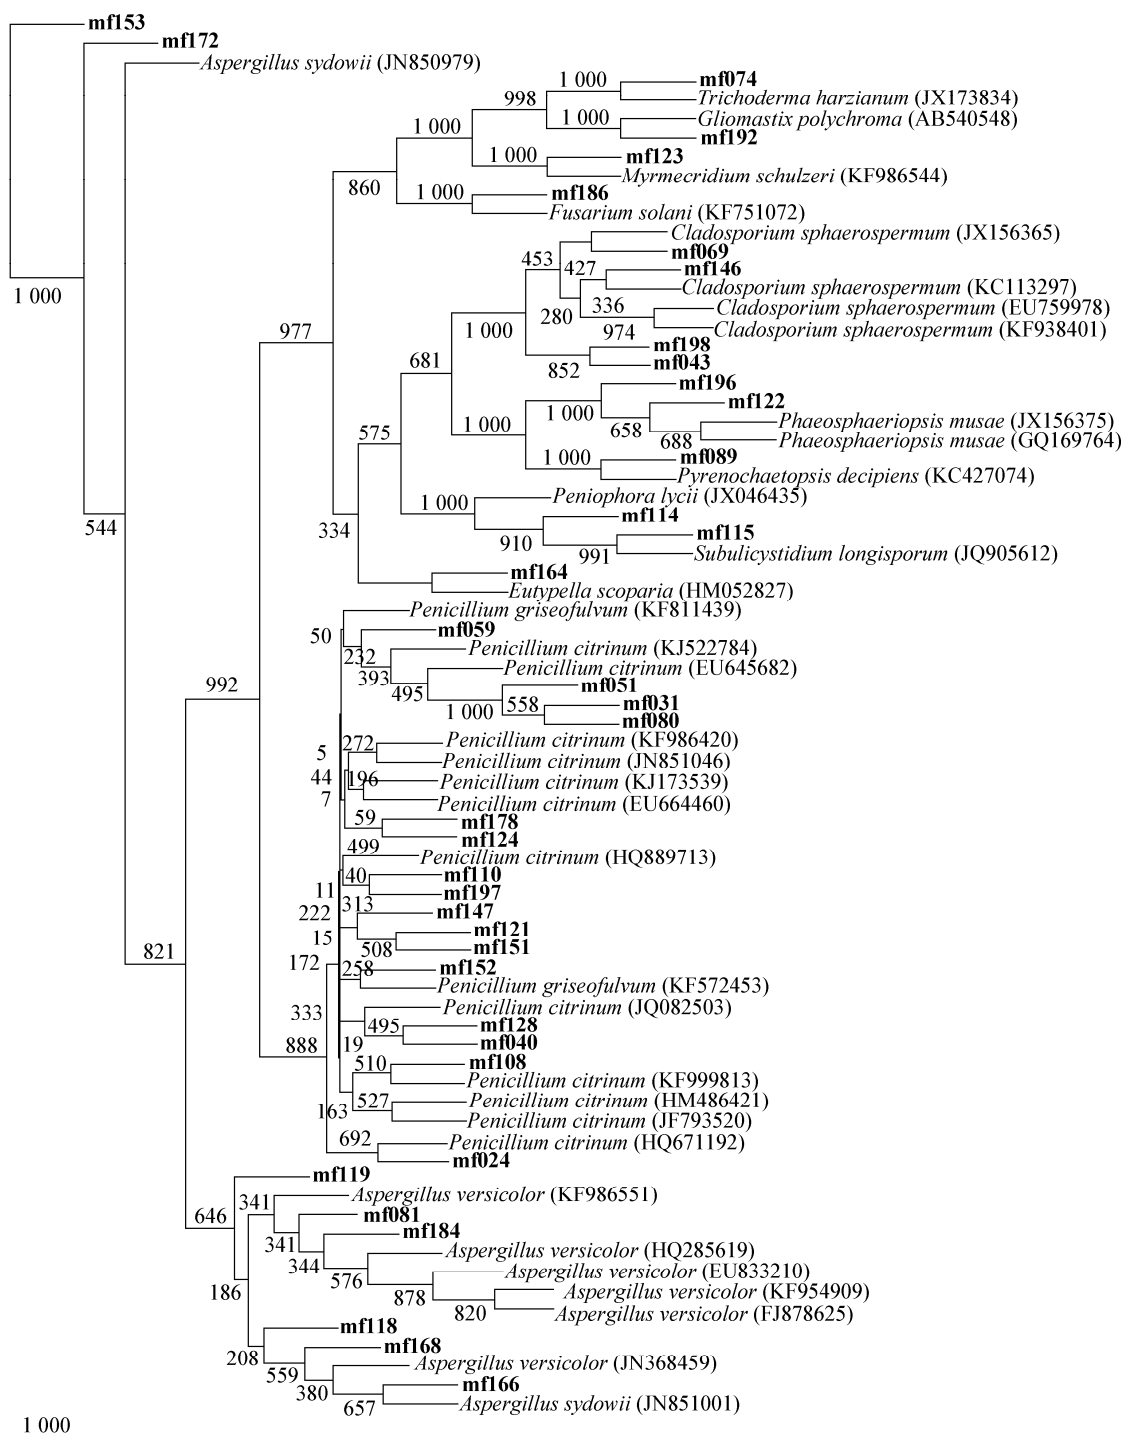 mf153
mf172
Aspergillus sydowii (JN850979)
1 000 mf074
998 Trichoderma harzianum (JX173834)
1 000 Gliomastix polychroma (AB540548)
1 000 mf192
1 000 mf123
860 Myrmecridium schulzeri (KF986544)
1 000 mf186
Fusarium solani (KF751072)
Cladosporium sphaerospermum (JX156365)
453 mf069
427 mf146
1 000 Cladosporium sphaerospermum (KC113297)
280 336 Cladosporium sphaerospermum (EU759978)
977 1 000 974 Cladosporium sphaerospermum (KF938401)
mf198
681 852 mf043
mf196
1 000 mf122
1 000 658 Phaeosphaeriopsis musae (JX156375)
575 688 Phaeosphaeriopsis musae (GQ169764)
1 000 mf089
Pyrenochaetopsis decipiens (KC427074)
1 000 Peniophora lycii (JX046435)
544 334 mf114
910 mf115
991 Subulicystidium longisporum (JQ905612)
mf164
Eutypella scoparia (HM052827)
Penicillium griseofulvum (KF811439)
50 mf059
232 Penicillium citrinum (KJ522784)
393 Penicillium citrinum (EU645682)
992 495 mf051
1 000 558 mf031
mf080
5 272 Penicillium citrinum (KF986420)
Penicillium citrinum (JN851046)
44 196 Penicillium citrinum (KJ173539)
7 Penicillium citrinum (EU664460)
59 mf178
mf124
499 Penicillium citrinum (HQ889713)
40 mf110
11 mf197
222 313 mf147
15 mf121
821 508 mf151
172 258 mf152
Penicillium griseofulvum (KF572453)
333 Penicillium citrinum (JQ082503)
495 mf128
888 19 mf040
510 mf108
Penicillium citrinum (KF999813)
163 527 Penicillium citrinum (HM486421)
Penicillium citrinum (JF793520)
692 Penicillium citrinum (HQ671192)
mf024
mf119
646 341 Aspergillus versicolor (KF986551)
mf081
341 mf184
344 Aspergillus versicolor (HQ285619)
186 576 Aspergillus versicolor (EU833210)
878 Aspergillus versicolor (KF954909)
820 Aspergillus versicolor (FJ878625)
mf118
208 mf168
559 Aspergillus versicolor (JN368459)
380 mf166
657 Aspergillus sydowii (JN851001)
1 000